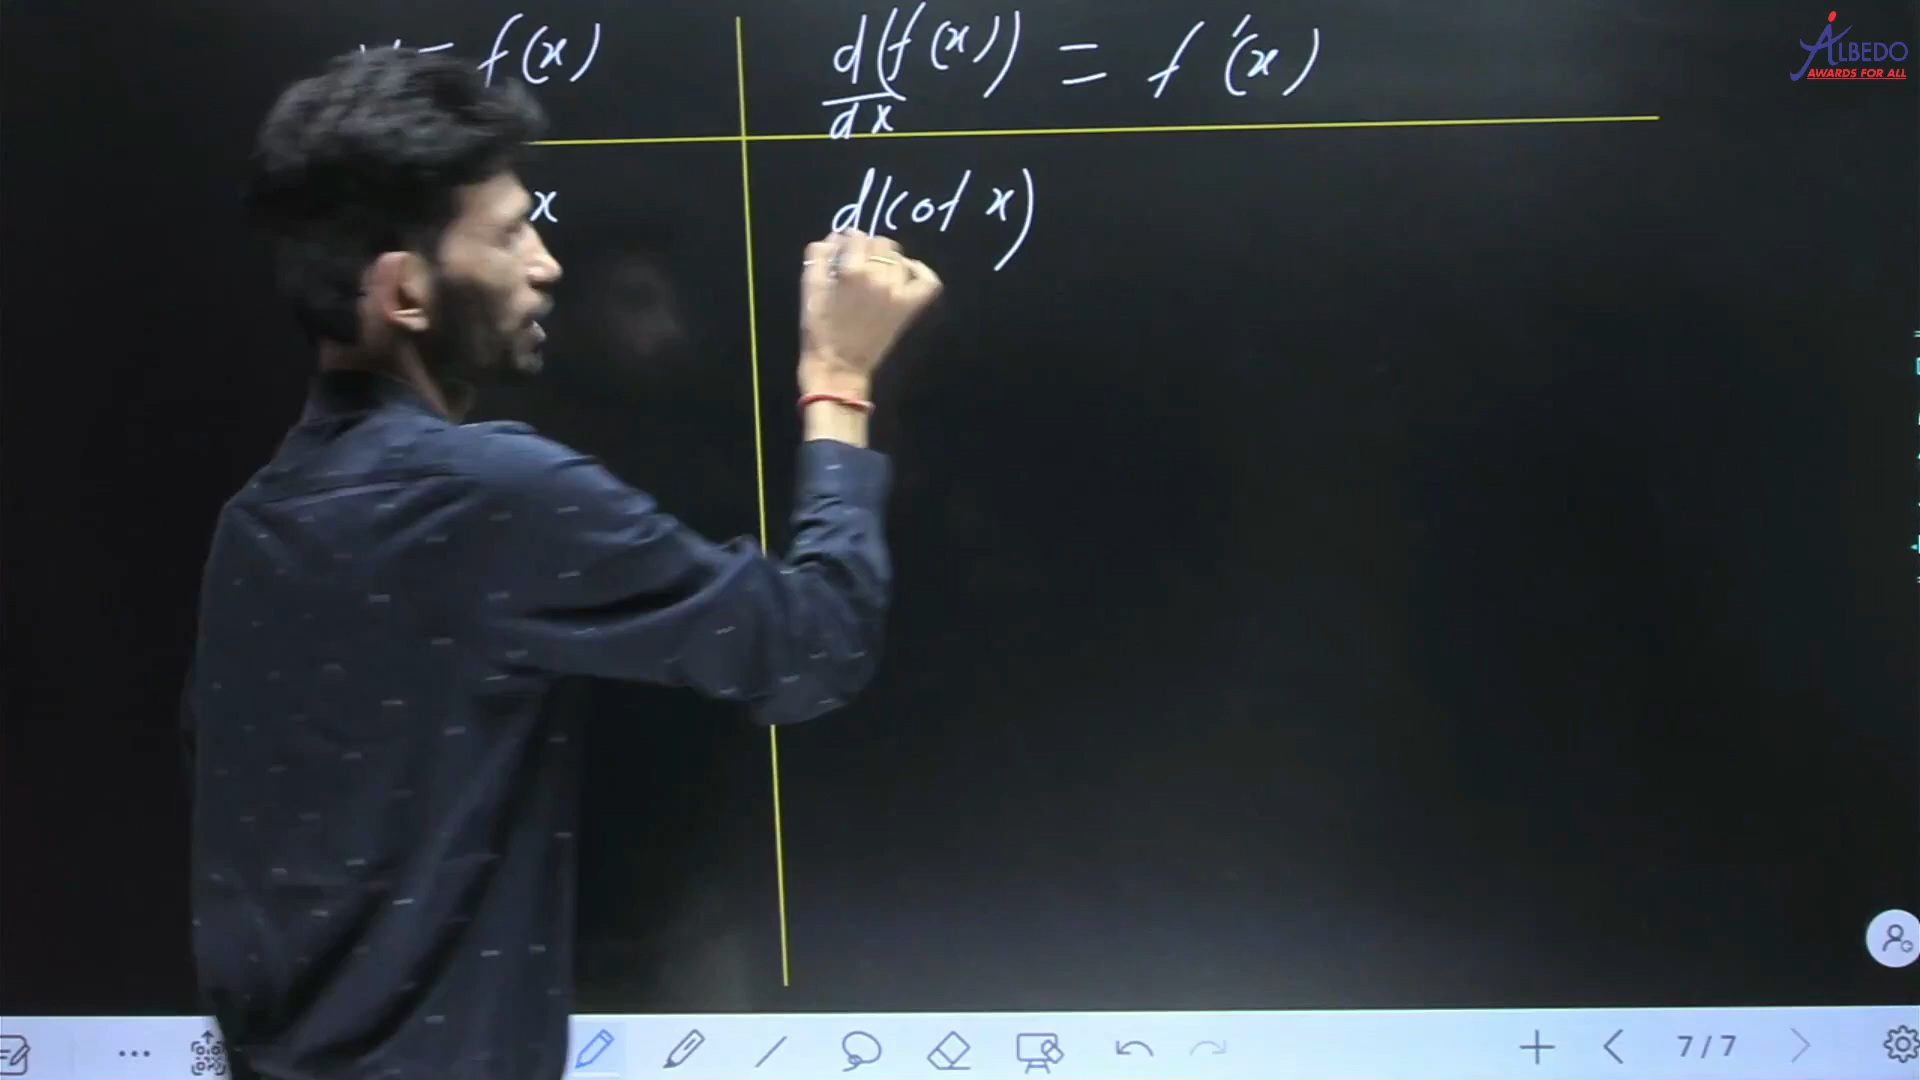 = f(x)
d(f(x)) = f'(x)
dx
x
d(cot x)
ALBEDO
AWARDS FOR ALL
7/7